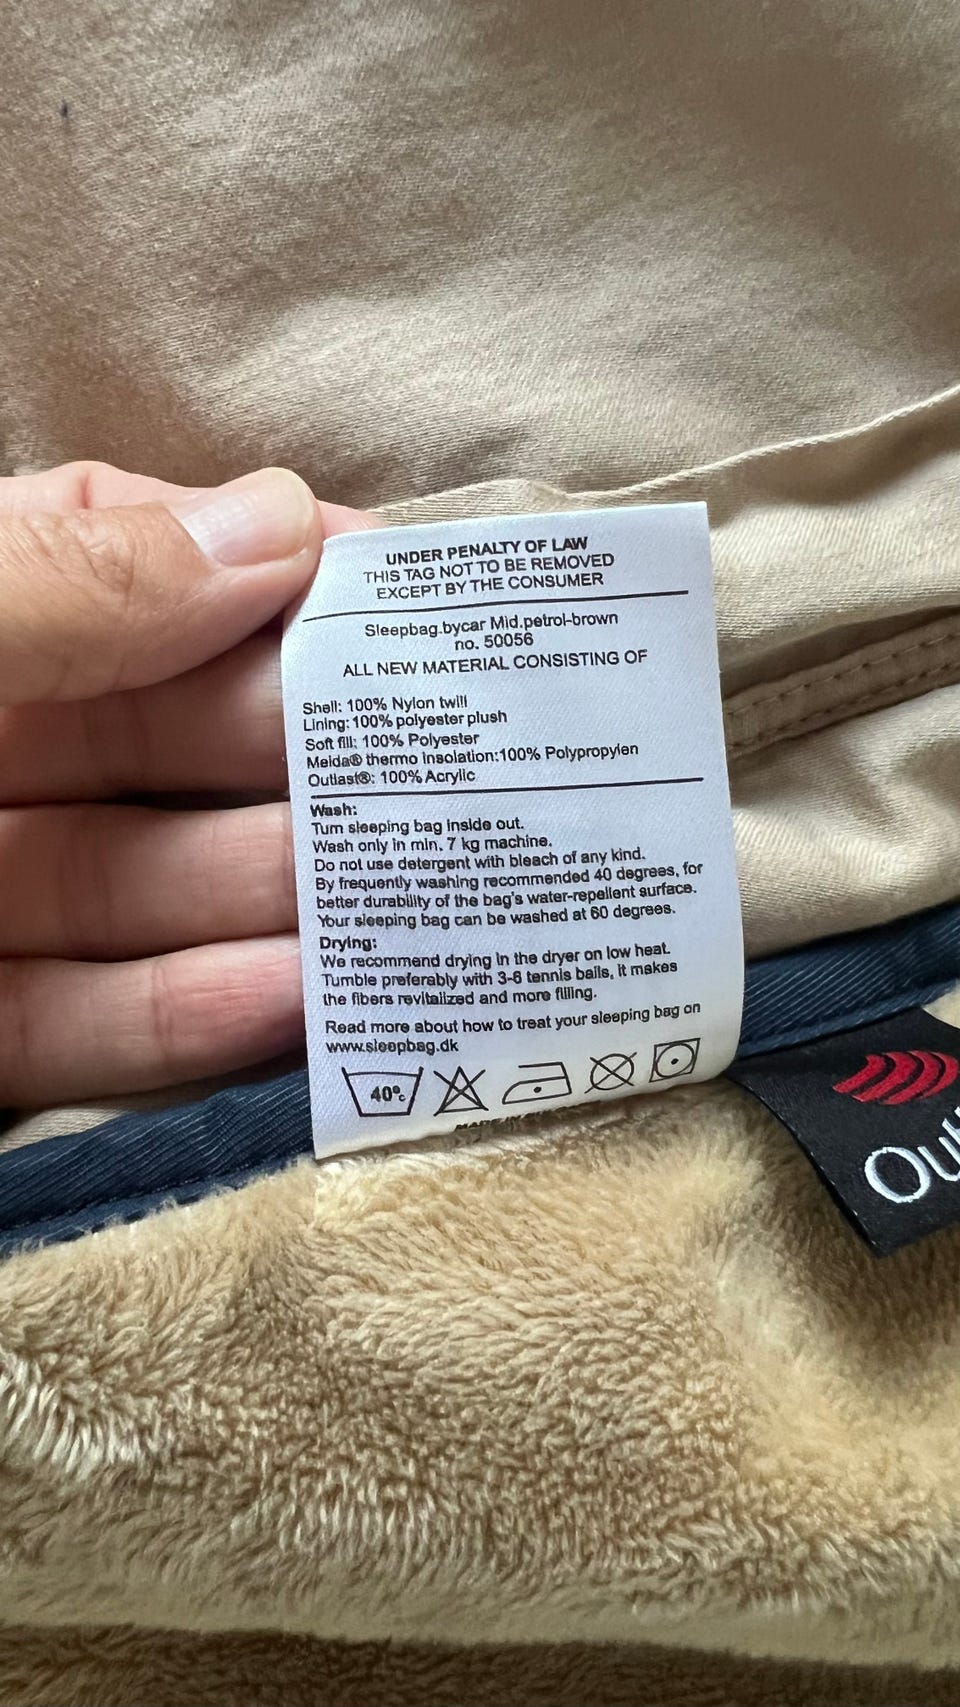 UNDER PENALTY OF LAW
THIS TAG NOT TO BE REMOVED
EXCEPT BY THE CONSUMER
Sleepbag.bycar Mid.petrol-brown
no. 50056
ALL NEW MATERIAL CONSISTING OF
Shell: 100% Nylon twill
Lining: 100% polyester plush
Soft fill: 100% Polyester
Melda® thermo insolation:100% Polypropylen
Outlast®: 100% Acrylic
Wash:
Turn sleeping bag inside out.
Wash only in min. 7 kg machine.
Do not use detergent with bleach of any kind.
By frequently washing recommended 40 degrees, for
better durability of the bag's water-repellent surface.
Your sleeping bag can be washed at 60 degrees.
Drying:
We recommand drying in the dryer on low heat.
Tumble preferably with 3-6 tennis balls, it makes
the fibers revitalized and more filling.
Read more about how to treat your sleeping bag on
www.sleepbag.dk
40°c